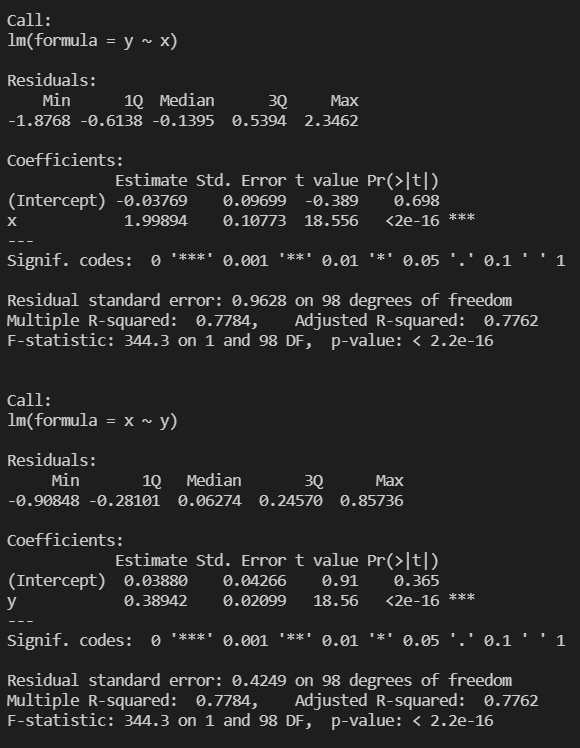 Call:
lm(formula = y ~ x)
Residuals:
    Min      1Q  Median      3Q     Max
-1.8768 -0.6138 -0.1395  0.5394  2.3462
Coefficients:
            Estimate Std. Error t value Pr(>|t|)
(Intercept) -0.03769    0.09699  -0.389    0.698
x            1.99894    0.10773  18.556   <2e-16 ***
---
Signif. codes:  0 '***' 0.001 '**' 0.01 '*' 0.05 '.' 0.1 ' ' 1
Residual standard error: 0.9628 on 98 degrees of freedom
Multiple R-squared:  0.7784,    Adjusted R-squared:  0.7762
F-statistic: 344.3 on 1 and 98 DF,  p-value: < 2.2e-16
Call:
lm(formula = x ~ y)
Residuals:
     Min       1Q   Median       3Q      Max
-0.90848 -0.28101  0.06274  0.24570  0.85736
Coefficients:
            Estimate Std. Error t value Pr(>|t|)
(Intercept)  0.03880    0.04266    0.91    0.365
y            0.38942    0.02099   18.56   <2e-16 ***
---
Signif. codes:  0 '***' 0.001 '**' 0.01 '*' 0.05 '.' 0.1 ' ' 1
Residual standard error: 0.4249 on 98 degrees of freedom
Multiple R-squared:  0.7784,    Adjusted R-squared:  0.7762
F-statistic: 344.3 on 1 and 98 DF,  p-value: < 2.2e-16